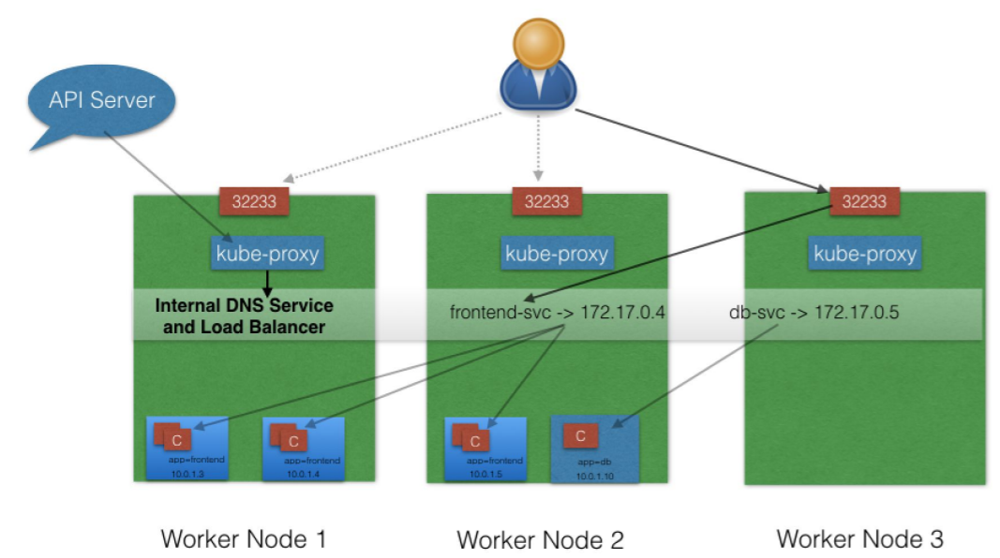 API Server
32233
32233
32233
kube-proxy
kube-proxy
kube-proxy
Internal DNS Service
and Load Balancer
frontend-svc -> 172.17.0.4
db-svc -> 172.17.0.5
C
app=frontend
10.0.1.3
C
app=frontend
10.0.1.4
C
app=frontend
10.0.1.5
C
app=db
10.0.1.10
Worker Node 1
Worker Node 2
Worker Node 3